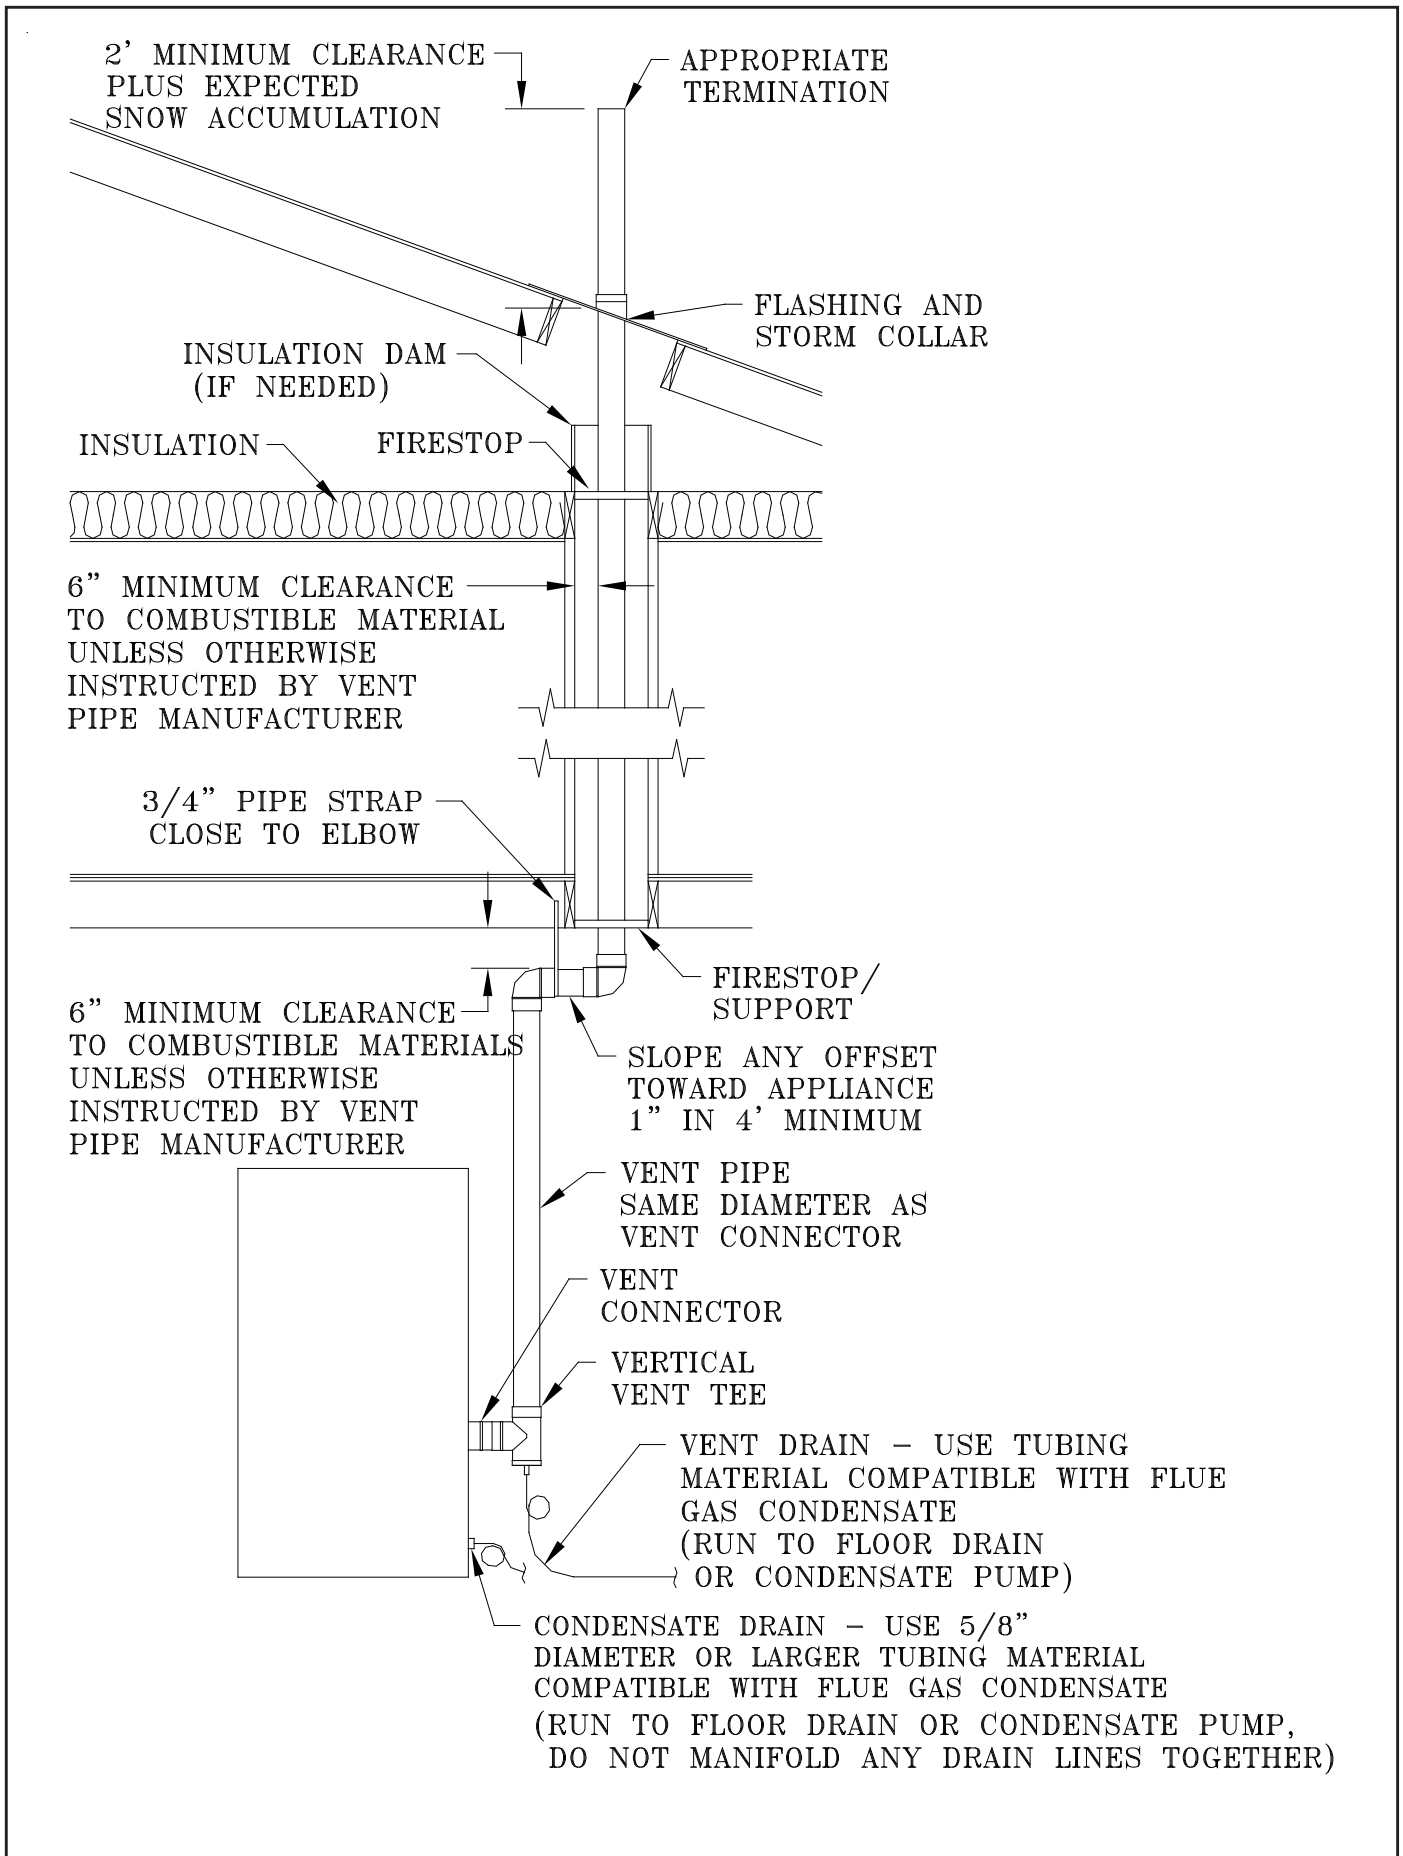 2’ MINIMUM CLEARANCE
PLUS EXPECTED
SNOW ACCUMULATION
APPROPRIATE
TERMINATION
FLASHING AND
STORM COLLAR
INSULATION DAM
(IF NEEDED)
INSULATION
FIRESTOP
6” MINIMUM CLEARANCE
TO COMBUSTIBLE MATERIAL
UNLESS OTHERWISE
INSTRUCTED BY VENT
PIPE MANUFACTURER
3/4” PIPE STRAP
CLOSE TO ELBOW
FIRESTOP/
SUPPORT
6” MINIMUM CLEARANCE
TO COMBUSTIBLE MATERIALS
UNLESS OTHERWISE
INSTRUCTED BY VENT
PIPE MANUFACTURER
SLOPE ANY OFFSET
TOWARD APPLIANCE
1” IN 4’ MINIMUM
VENT PIPE
SAME DIAMETER AS
VENT CONNECTOR
VENT
CONNECTOR
VERTICAL
VENT TEE
VENT DRAIN – USE TUBING
MATERIAL COMPATIBLE WITH FLUE
GAS CONDENSATE
(RUN TO FLOOR DRAIN
OR CONDENSATE PUMP)
CONDENSATE DRAIN – USE 5/8”
DIAMETER OR LARGER TUBING MATERIAL
COMPATIBLE WITH FLUE GAS CONDENSATE
(RUN TO FLOOR DRAIN OR CONDENSATE PUMP,
DO NOT MANIFOLD ANY DRAIN LINES TOGETHER)